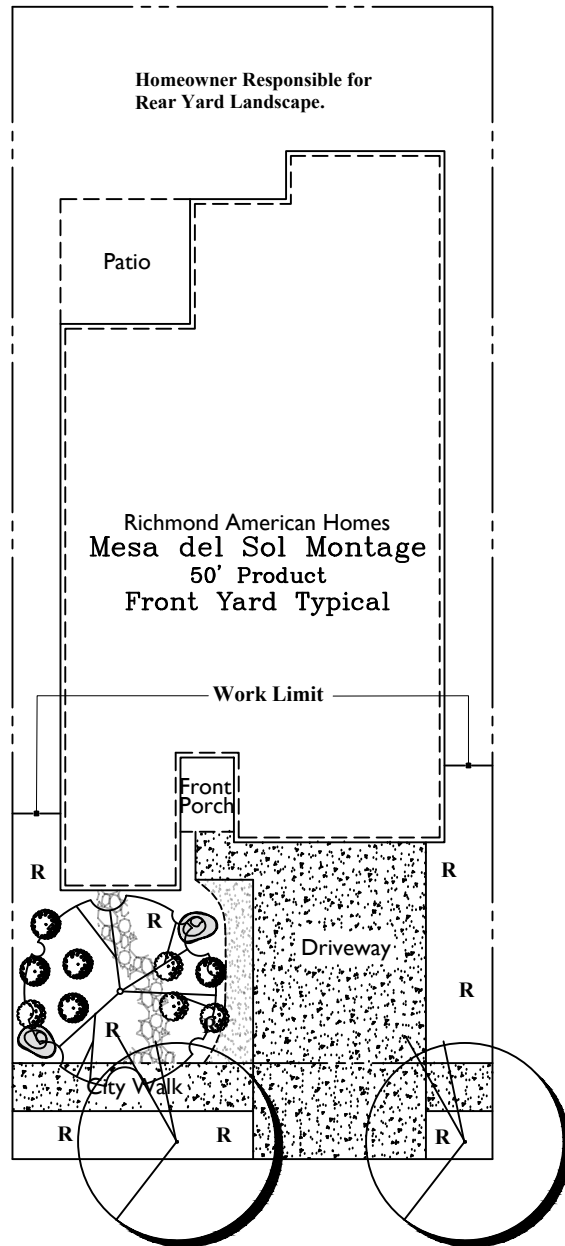 Homeowner Responsible for
Rear Yard Landscape.
Patio
Richmond American Homes
Mesa del Sol Montage
50' Product
Front Yard Typical
Work Limit
Front
Porch
R
R
R
Driveway
R
R
City Walk
R
R
R